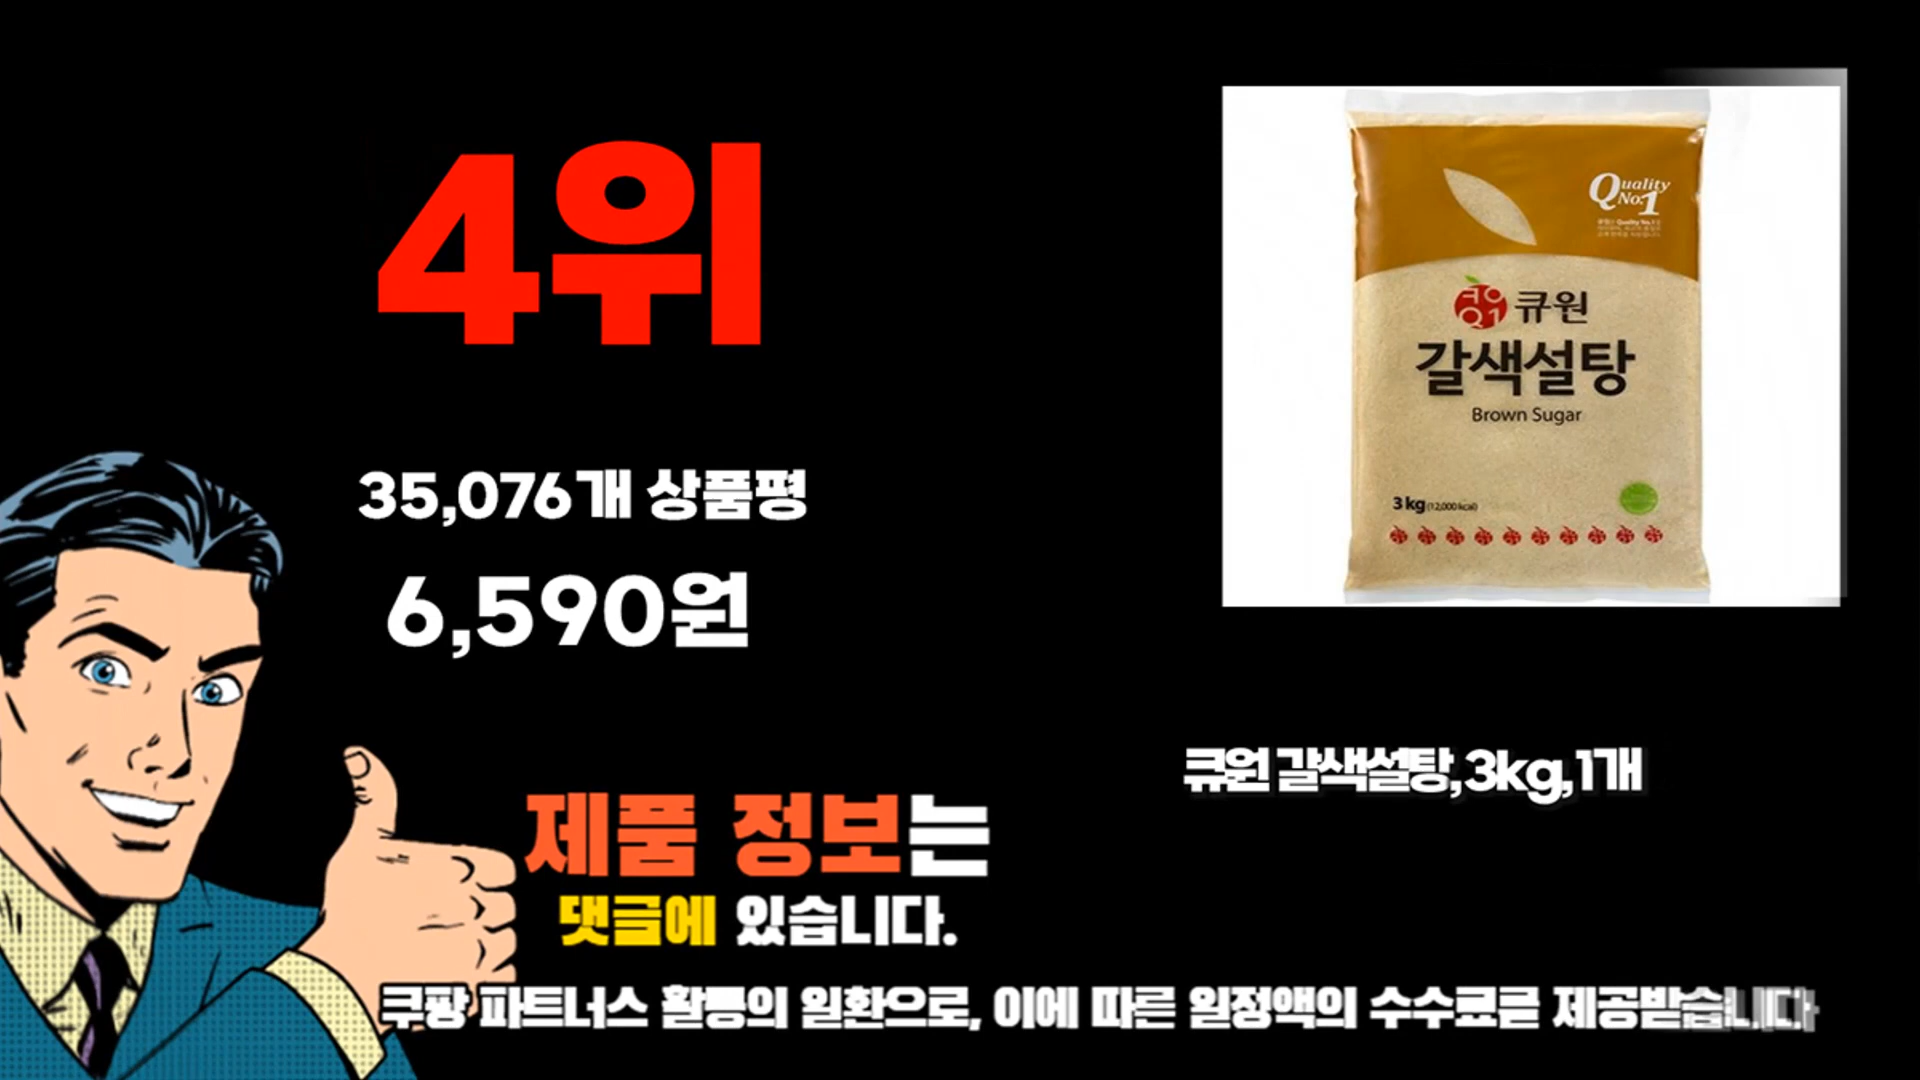 4위
35,076개 상품평
6,590원
Quality
No.1
큐원
갈색설탕
Brown Sugar
3kg (12,000kcal)
큐원 갈색설탕, 3kg, 1개
제품 정보는
댓글에 있습니다.
쿠팡 파트너스 활동의 일환으로, 이에 따른 일정액의 수수료를 제공받습니다